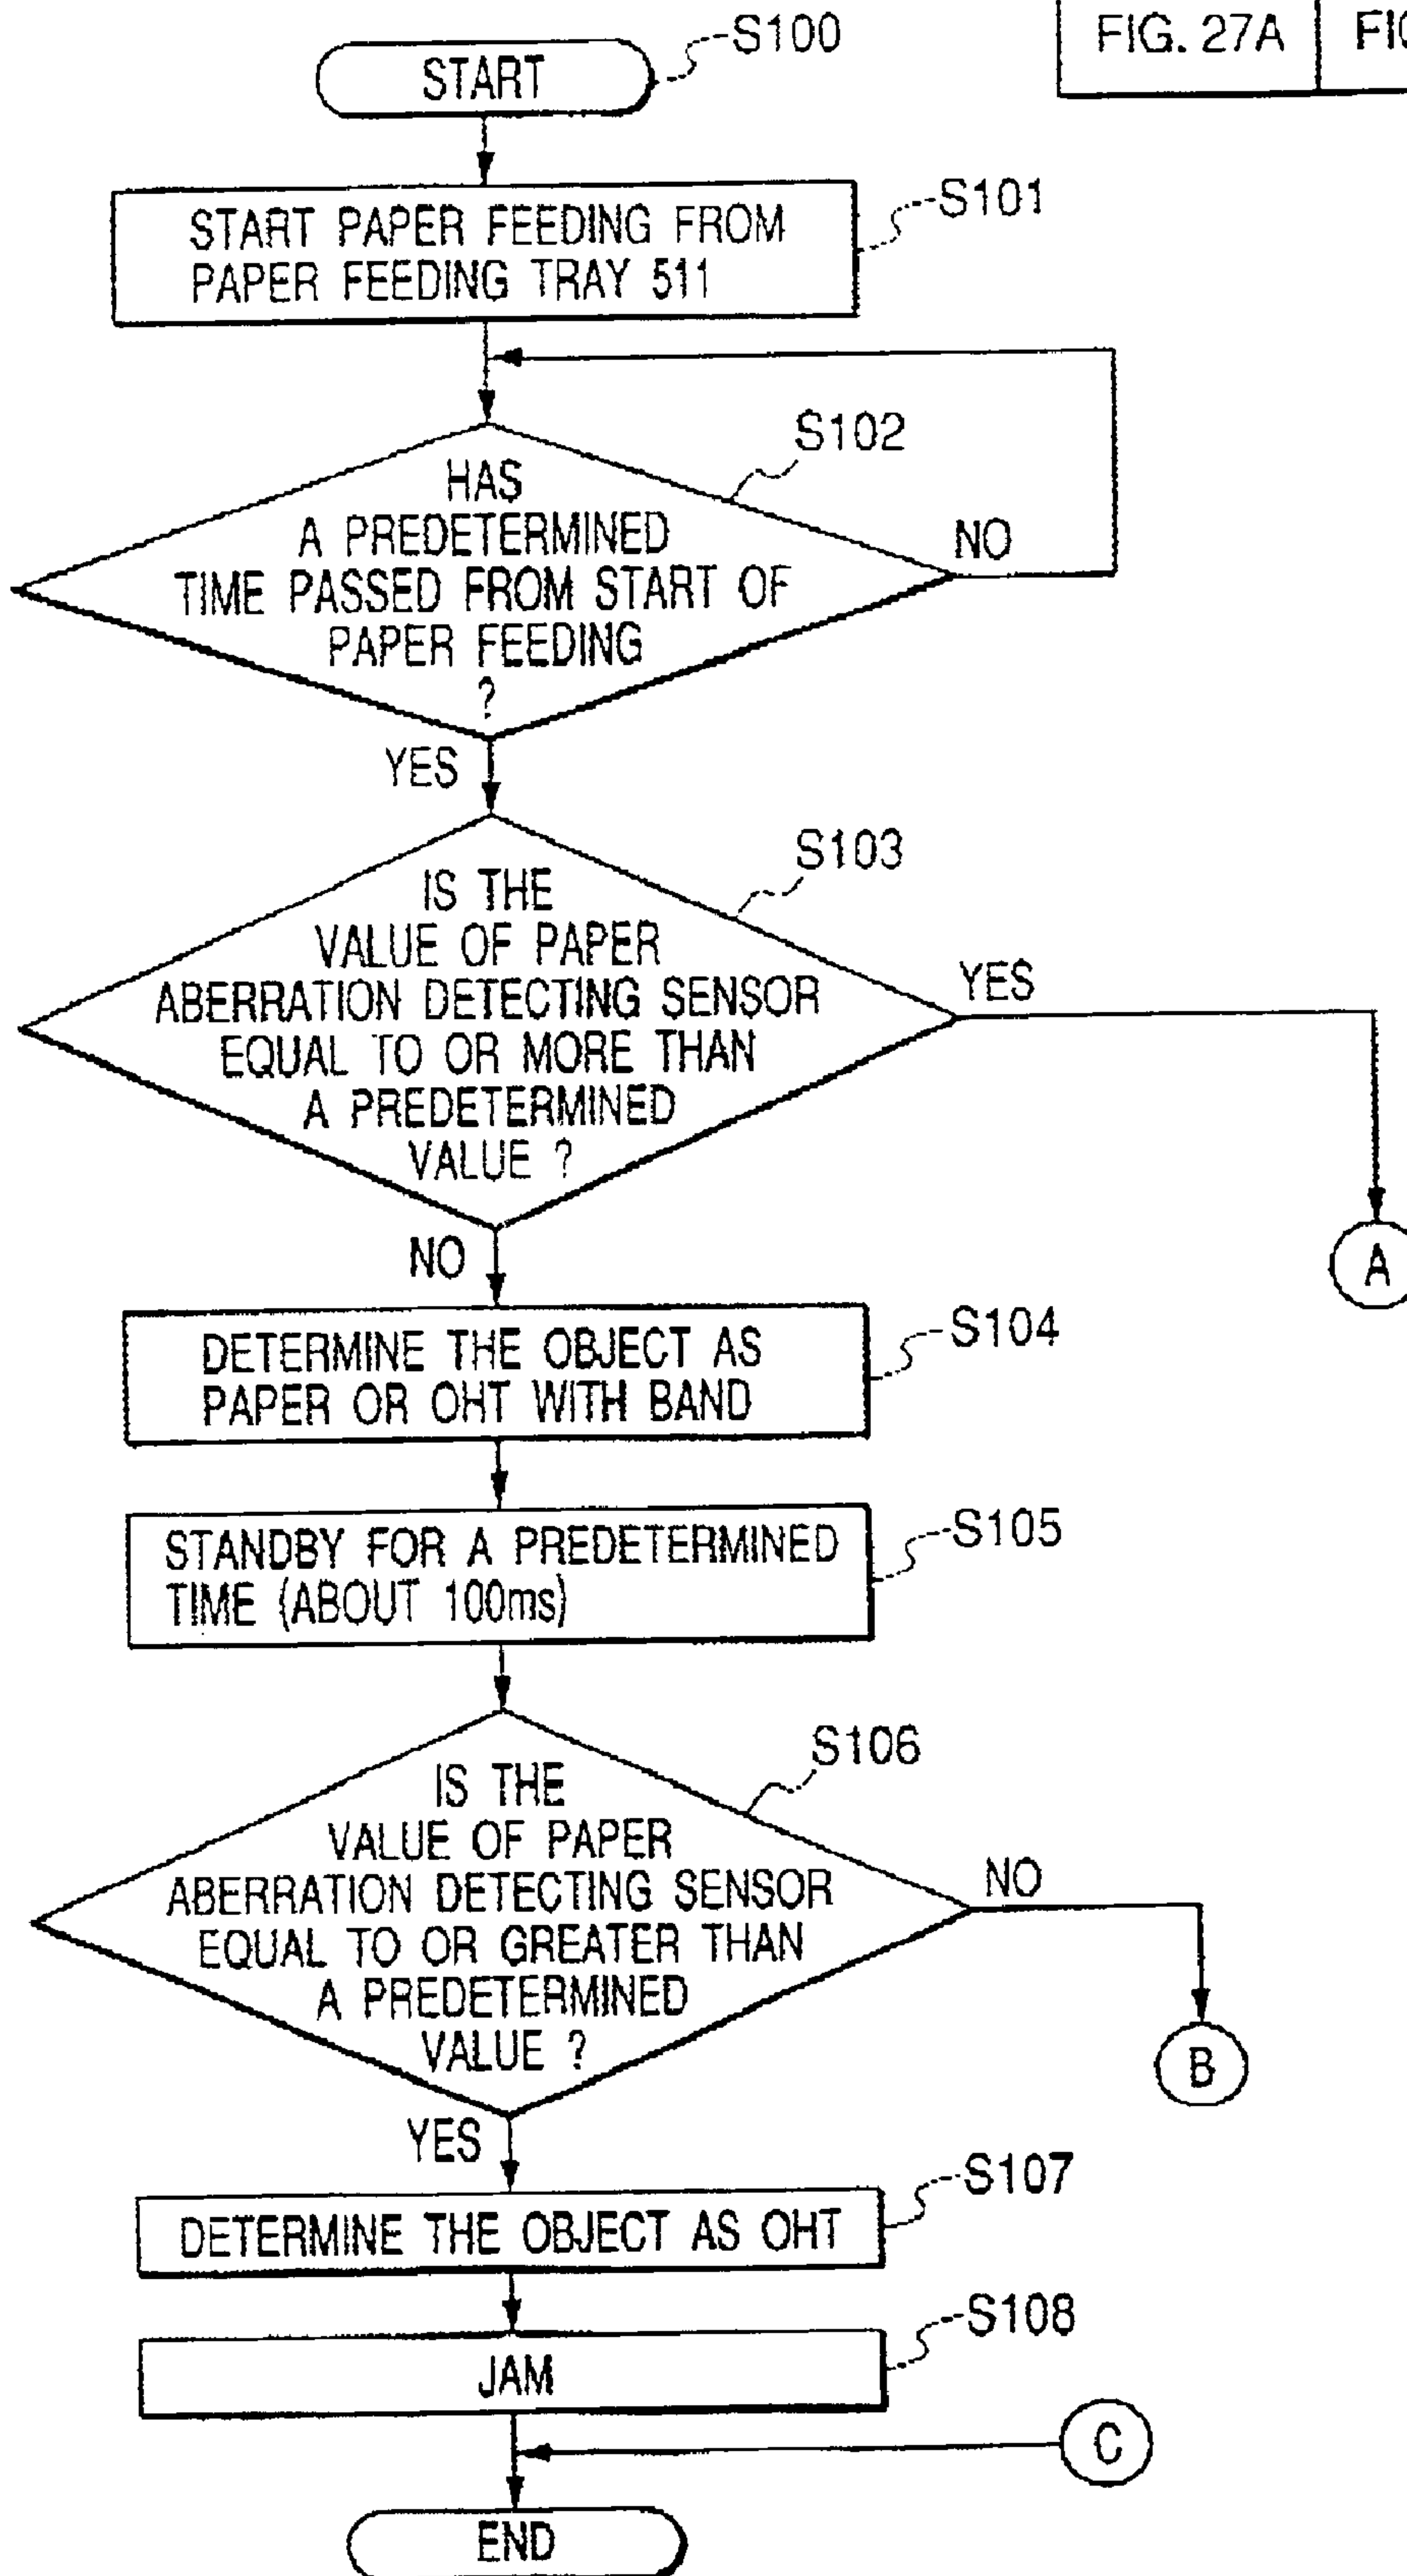 FIG. 27A
START
S100
START PAPER FEEDING FROM
PAPER FEEDING TRAY 511
S101
S102
HAS
A PREDETERMINED
TIME PASSED FROM START OF
PAPER FEEDING
?
NO
YES
S103
IS THE
VALUE OF PAPER
ABERRATION DETECTING SENSOR
EQUAL TO OR MORE THAN
A PREDETERMINED
VALUE ?
YES
A
NO
DETERMINE THE OBJECT AS
PAPER OR OHT WITH BAND
S104
STANDBY FOR A PREDETERMINED
TIME (ABOUT 100ms)
S105
S106
IS THE
VALUE OF PAPER
ABERRATION DETECTING SENSOR
EQUAL TO OR GREATER THAN
A PREDETERMINED
VALUE ?
NO
B
YES
DETERMINE THE OBJECT AS OHT
S107
JAM
S108
C
END